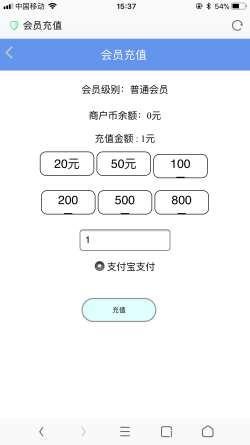 中国移动 15:37 54%
会员充值
会员充值
会员级别：普通会员
商户币余额：0元
充值金额 : 1元
20元 50元 100
200 500 800
1
支付宝支付
充值